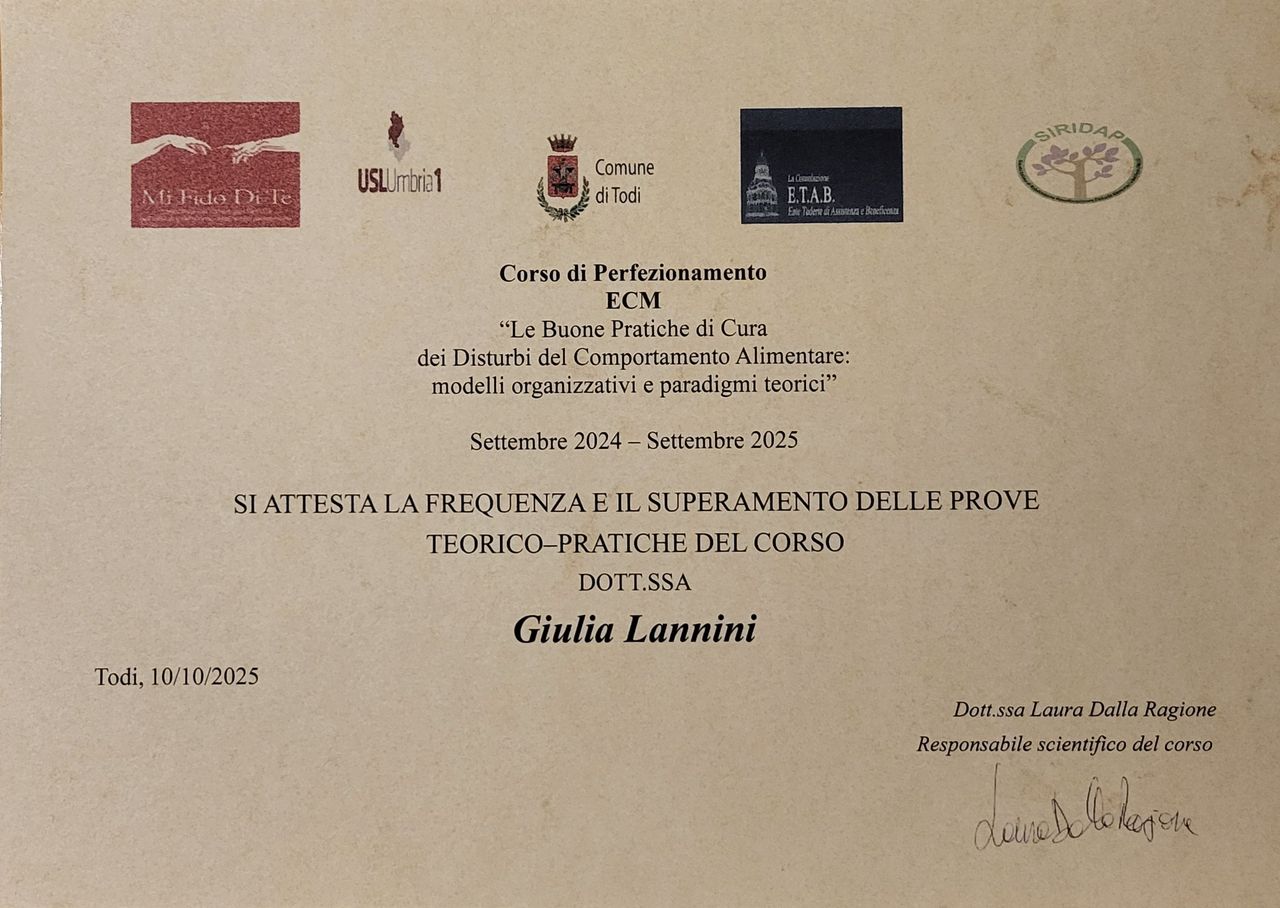 Mi Fido Di Te
USLUmbria1
Comune
di Todi
La Consolazione
E.T.A.B.
Ente Tuderte di Assistenza e Beneficenza
SIRIDAP
Corso di Perfezionamento
ECM
“Le Buone Pratiche di Cura
dei Disturbi del Comportamento Alimentare:
modelli organizzativi e paradigmi teorici”
Settembre 2024 – Settembre 2025
SI ATTESTA LA FREQUENZA E IL SUPERAMENTO DELLE PROVE
TEORICO–PRATICHE DEL CORSO
DOTT.SSA
Giulia Lannini
Todi, 10/10/2025
Dott.ssa Laura Dalla Ragione
Responsabile scientifico del corso
Laura Dalla Ragione